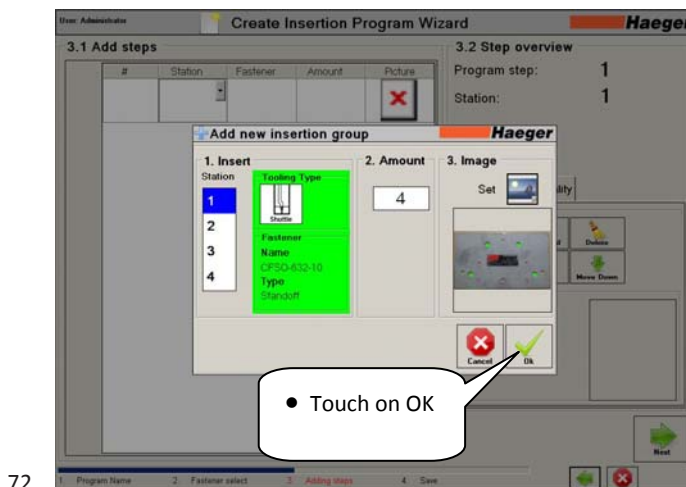 User: Administrator
Create Insertion Program Wizard
Haeger
3.1 Add steps
# Station Fastener Amount Picture
3.2 Step overview
Program step: 1
Station: 1
Add new insertion group
Haeger
1. Insert
Station
1
2
3
4
Tooling Type
Shuttle
Fastener
Name
CFSO-632-10
Type
Standoff
2. Amount
4
3. Image
Set
Delete
Move Down
Cancel
Ok
• Touch on OK
Next
72.
1. Program Name 2. Fastener select 3. Adding steps 4. Save